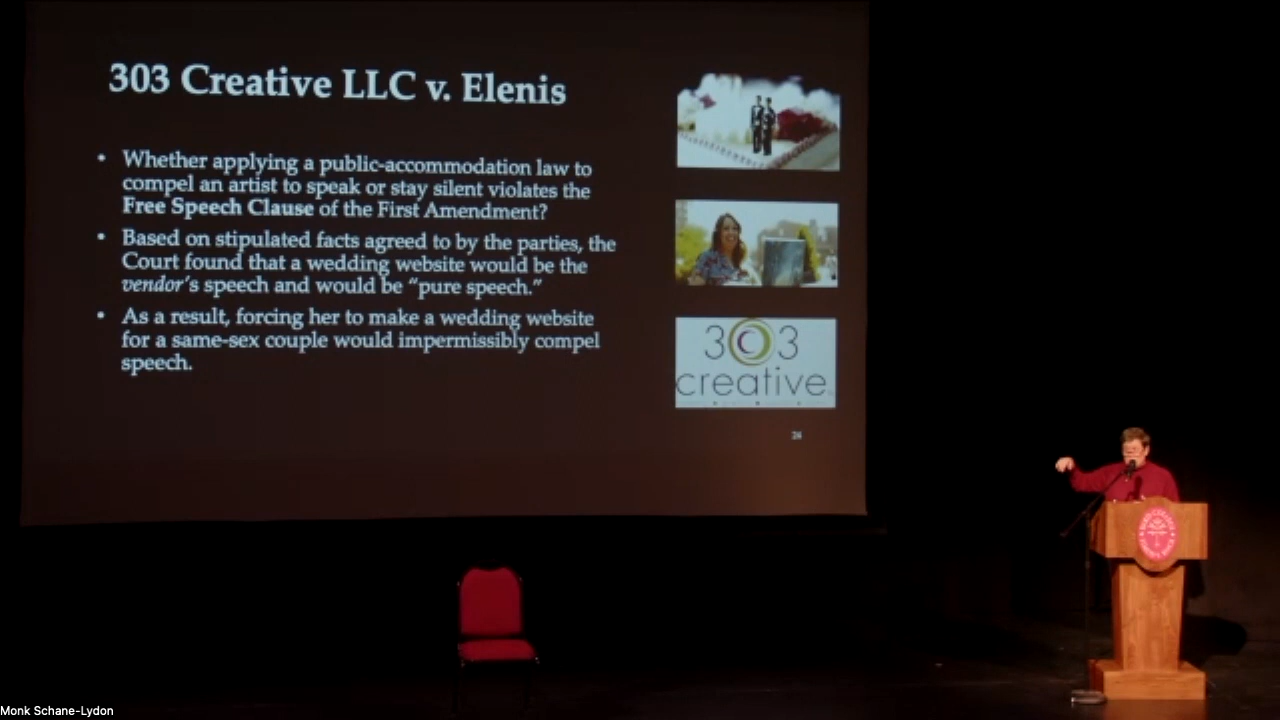 303 Creative LLC v. Elenis
• Whether applying a public-accommodation law to
compel an artist to speak or stay silent violates the
Free Speech Clause of the First Amendment?
• Based on stipulated facts agreed to by the parties, the
Court found that a wedding website would be the
vendor's speech and would be “pure speech.”
• As a result, forcing her to make a wedding website
for a same-sex couple would impermissibly compel
speech.
303
creative
24
Monk Schane-Lydon